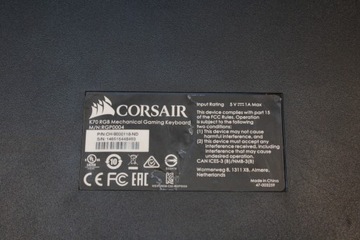 CORSAIR
K70 RGB Mechanical Gaming Keyboard
M/N: RGP0004
Input Rating 5 V ⎓ 1A Max
This device complies with part 15
of the FCC Rules, Operation
is subject to the following
two conditions:
(1) This device may not cause
harmful interference, and
(2) This device must accept
any interference received,
including interference that may cause
undesired operation.
CAN ICES-3 (B)/NMB-3(B)
Wormerweg 8, 1311 XB, Almere,
Netherlands
Made in China